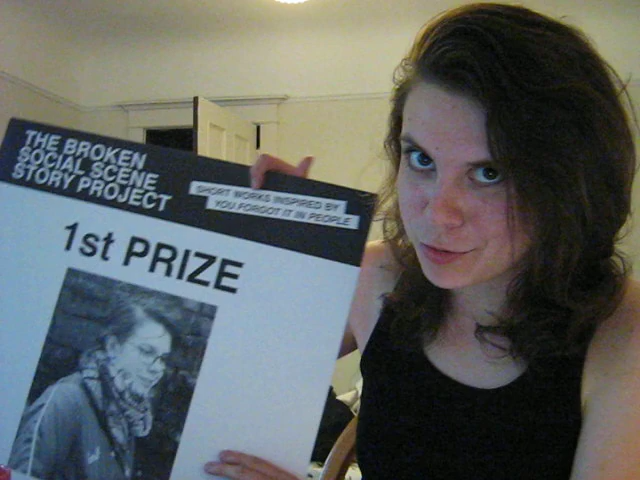 THE BROKEN
SOCIAL SCENE
STORY PROJECT
SHORT WORKS INSPIRED BY
YOU FORGOT IT IN PEOPLE
1st PRIZE